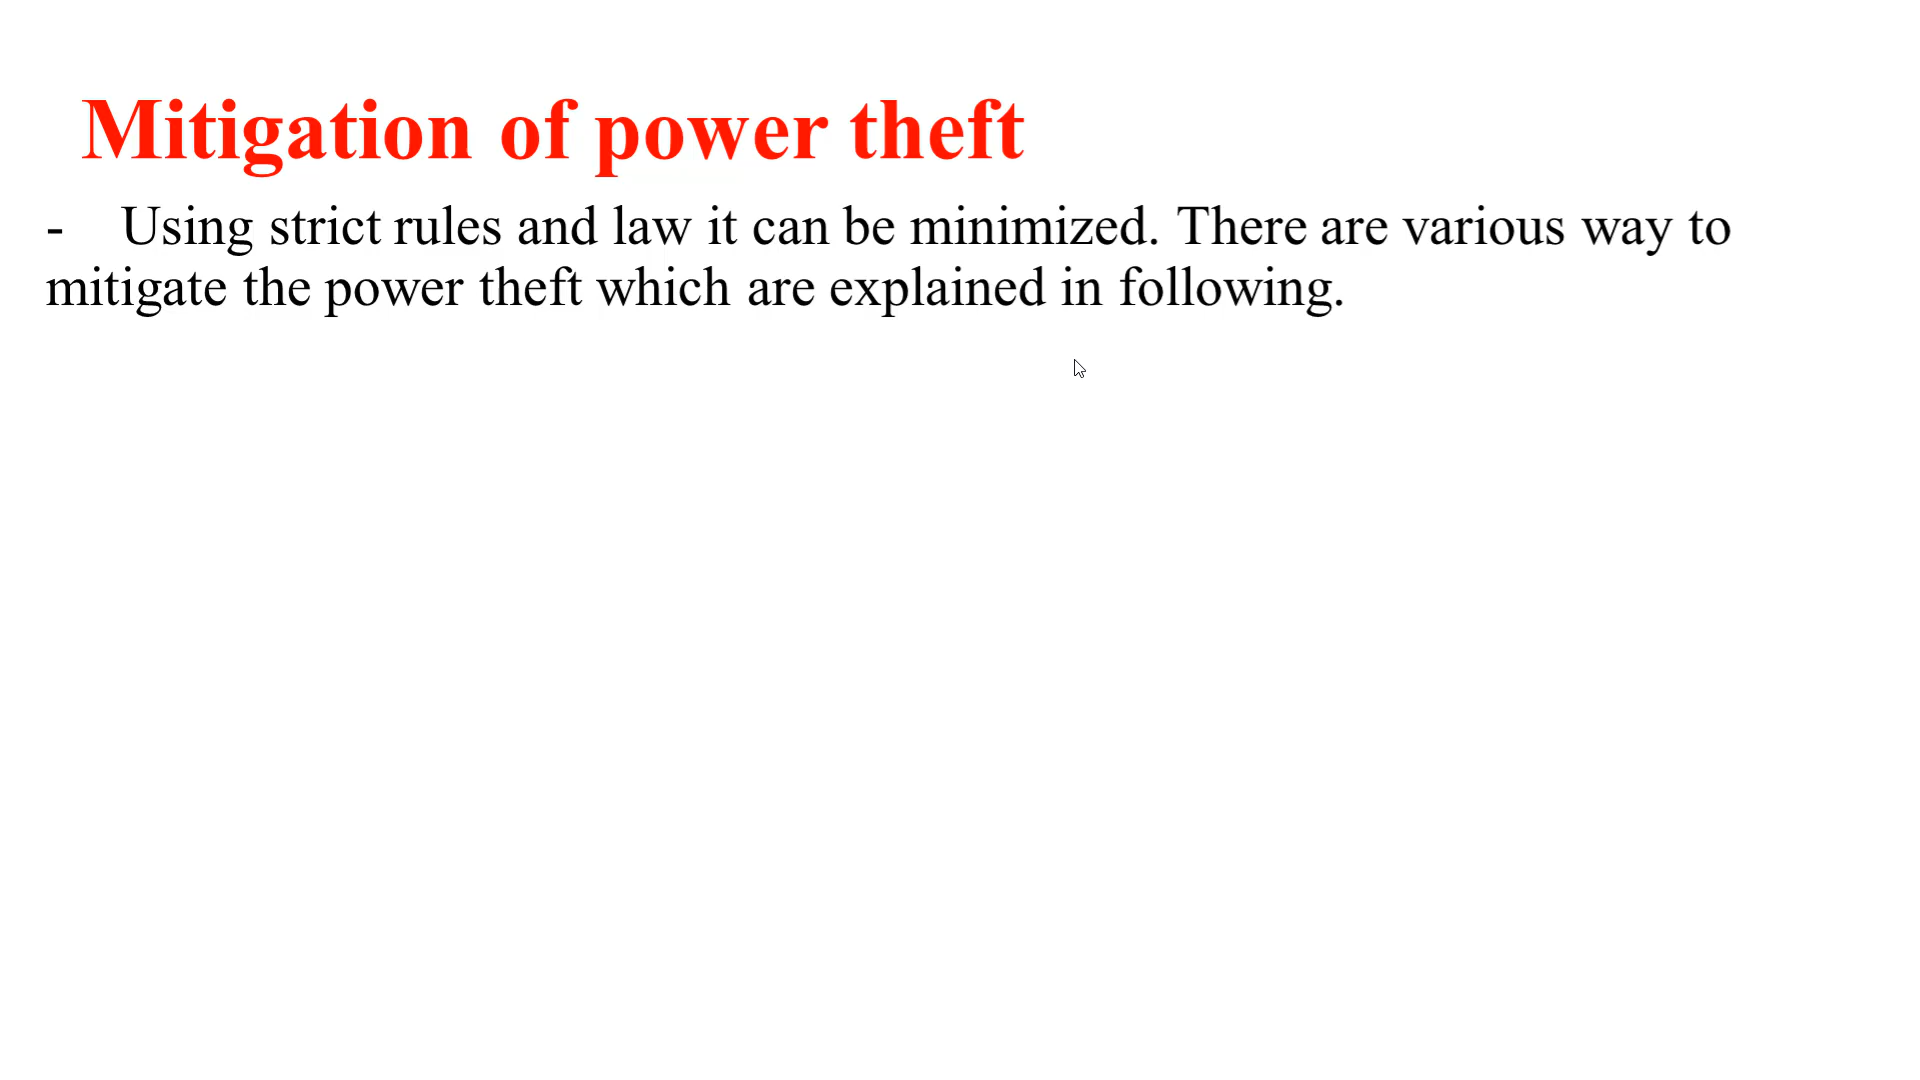 Mitigation of power theft
- Using strict rules and law it can be minimized. There are various way to
mitigate the power theft which are explained in following.